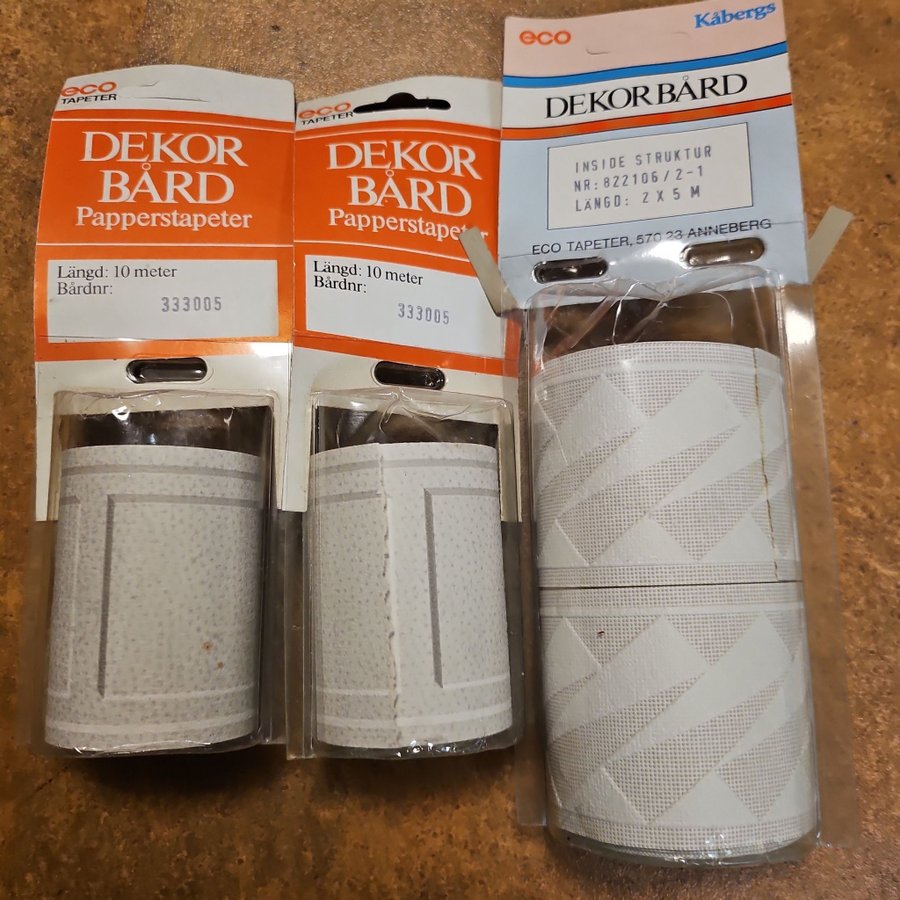 eco
TAPETER
DEKOR
BÅRD
Papperstapeter
Längd: 10 meter
Bårdnr:
333005
eco
TAPETER
DEKOR
BÅRD
Papperstapeter
Längd: 10 meter
Bårdnr:
333005
eco
Kåbergs
DEKORBÅRD
INSIDE STRUKTUR
NR:822106/2-1
LÄNGD: 2 X 5 M
ECO TAPETER, 570 23 ANNEBERG